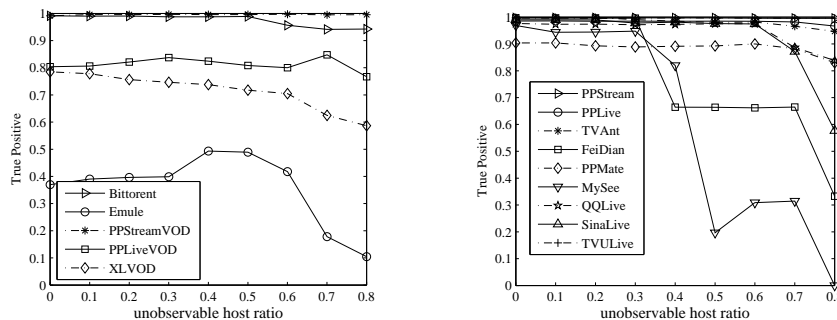 1
0.9
0.8
0.7
0.6
0.5
0.4
0.3
0.2
0.1
0
True Positive
Bittorent
Emule
PPStreamVOD
PPLiveVOD
XLVOD
0 0.1 0.2 0.3 0.4 0.5 0.6 0.7 0.8
unobservable host ratio
1
0.9
0.8
0.7
0.6
0.5
0.4
0.3
0.2
0.1
0
True Positive
PPStream
PPLive
TVAnt
FeiDian
PPMate
MySee
QQLive
SinaLive
TVULive
0 0.1 0.2 0.3 0.4 0.5 0.6 0.7 0.8
unobservable host ratio